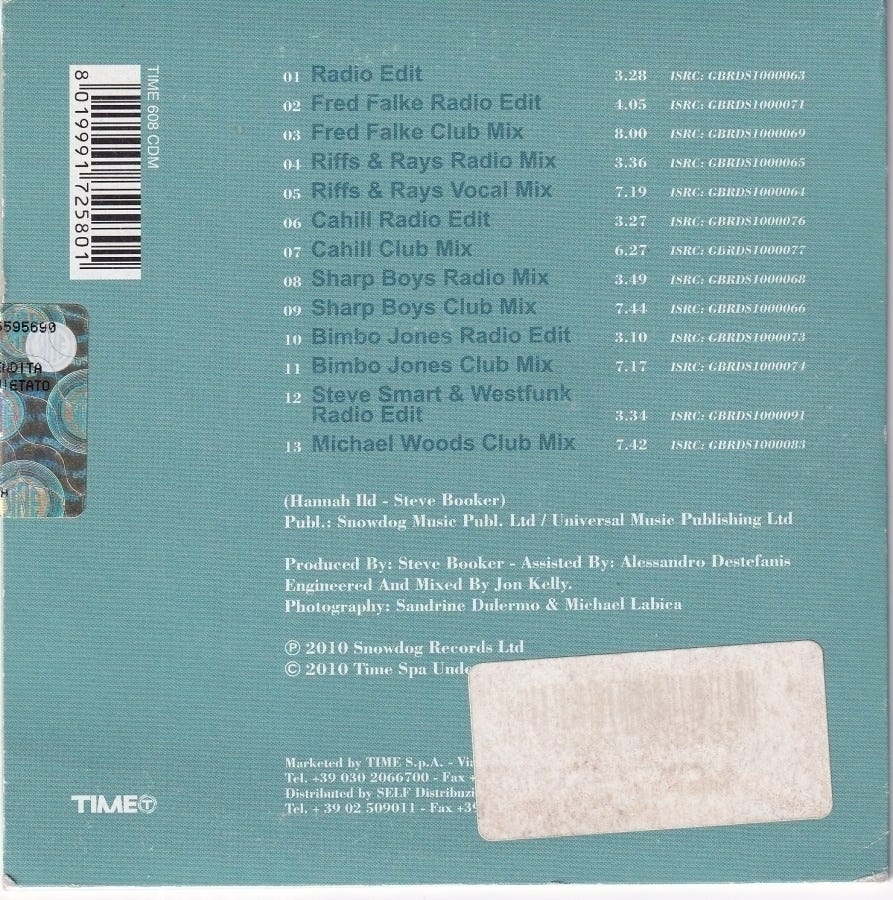 TIME 608 CDM
8 019991 725801
01 Radio Edit 3.28 ISRC: GBRDS1000063
02 Fred Falke Radio Edit 4.05 ISRC: GBRDS1000071
03 Fred Falke Club Mix 8.00 ISRC: GBRDS1000069
04 Riffs & Rays Radio Mix 3.36 ISRC: GBRDS1000065
05 Riffs & Rays Vocal Mix 7.19 ISRC: GBRDS1000064
06 Cahill Radio Edit 3.27 ISRC: GBRDS1000076
07 Cahill Club Mix 6.27 ISRC: GBRDS1000077
08 Sharp Boys Radio Mix 3.49 ISRC: GBRDS1000068
09 Sharp Boys Club Mix 7.44 ISRC: GBRDS1000066
10 Bimbo Jones Radio Edit 3.10 ISRC: GBRDS1000073
11 Bimbo Jones Club Mix 7.17 ISRC: GBRDS1000074
12 Steve Smart & Westfunk
Radio Edit 3.34 ISRC: GBRDS1000091
13 Michael Woods Club Mix 7.42 ISRC: GBRDS1000083
5595690
ENDITA
VIETATO
(Hannah Ild - Steve Booker)
Publ.: Snowdog Music Publ. Ltd / Universal Music Publishing Ltd
Produced By: Steve Booker - Assisted By: Alessandro Destefanis
Engineered And Mixed By Jon Kelly.
Photography: Sandrine Dulermo & Michael Labica
℗ 2010 Snowdog Records Ltd
© 2010 Time Spa Unde
Marketed by TIME S.p.A. - Via
Tel. +39 030 2066700 - Fax +
Distributed by SELF Distribuzi
Tel. + 39 02 509011 - Fax +39
TIME T